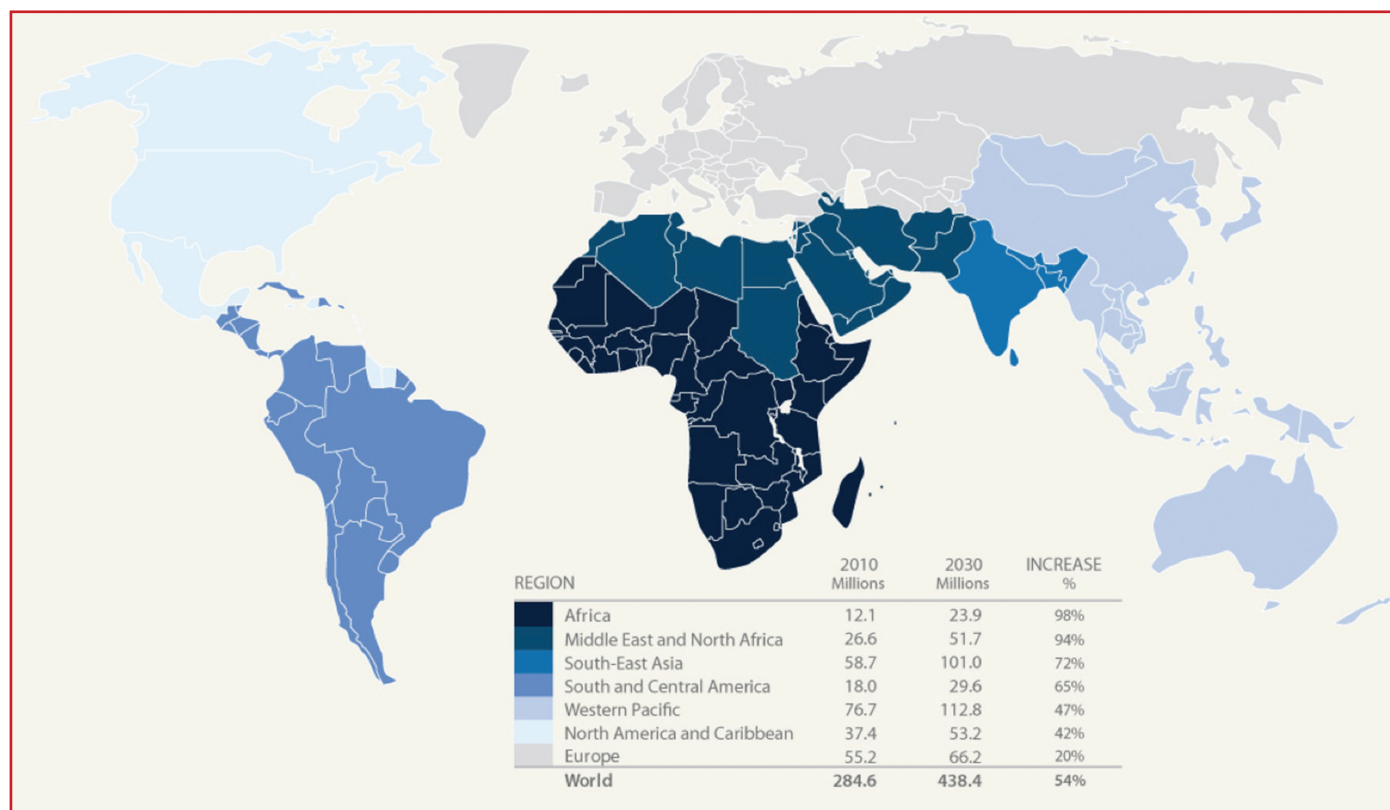 REGION 2010 Millions 2030 Millions INCREASE %
Africa 12.1 23.9 98%
Middle East and North Africa 26.6 51.7 94%
South-East Asia 58.7 101.0 72%
South and Central America 18.0 29.6 65%
Western Pacific 76.7 112.8 47%
North America and Caribbean 37.4 53.2 42%
Europe 55.2 66.2 20%
World 284.6 438.4 54%